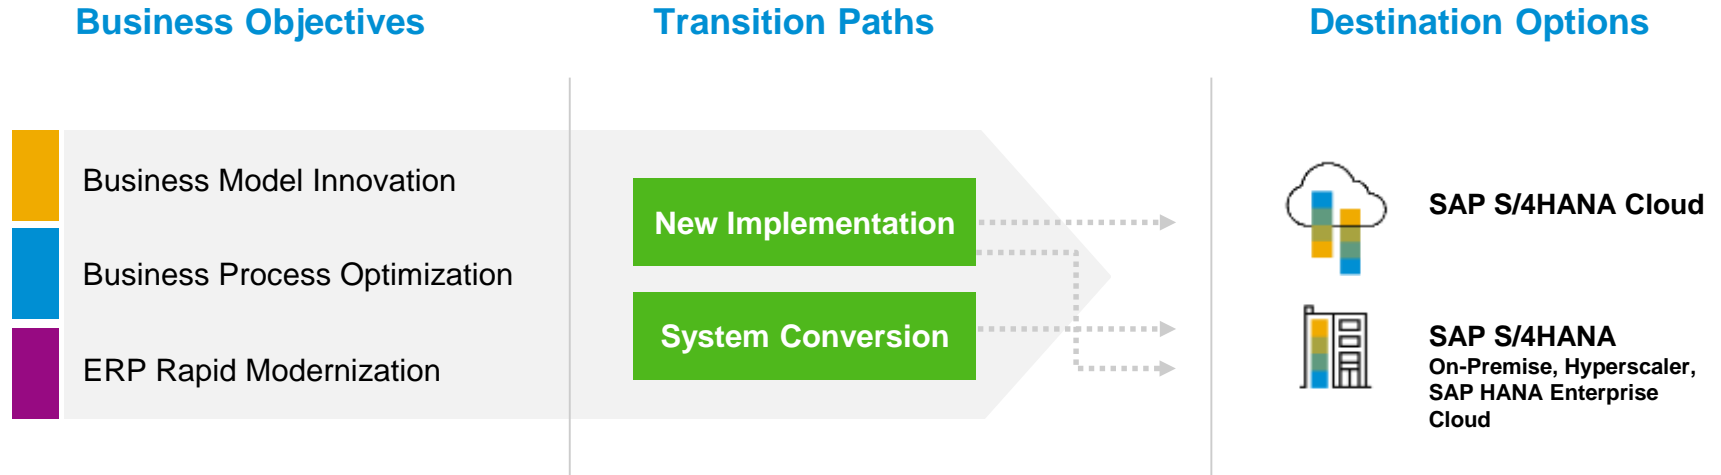 Business Objectives
Transition Paths
Destination Options
Business Model Innovation
Business Process Optimization
ERP Rapid Modernization
New Implementation
System Conversion
SAP S/4HANA Cloud
SAP S/4HANA
On-Premise, Hyperscaler,
SAP HANA Enterprise
Cloud